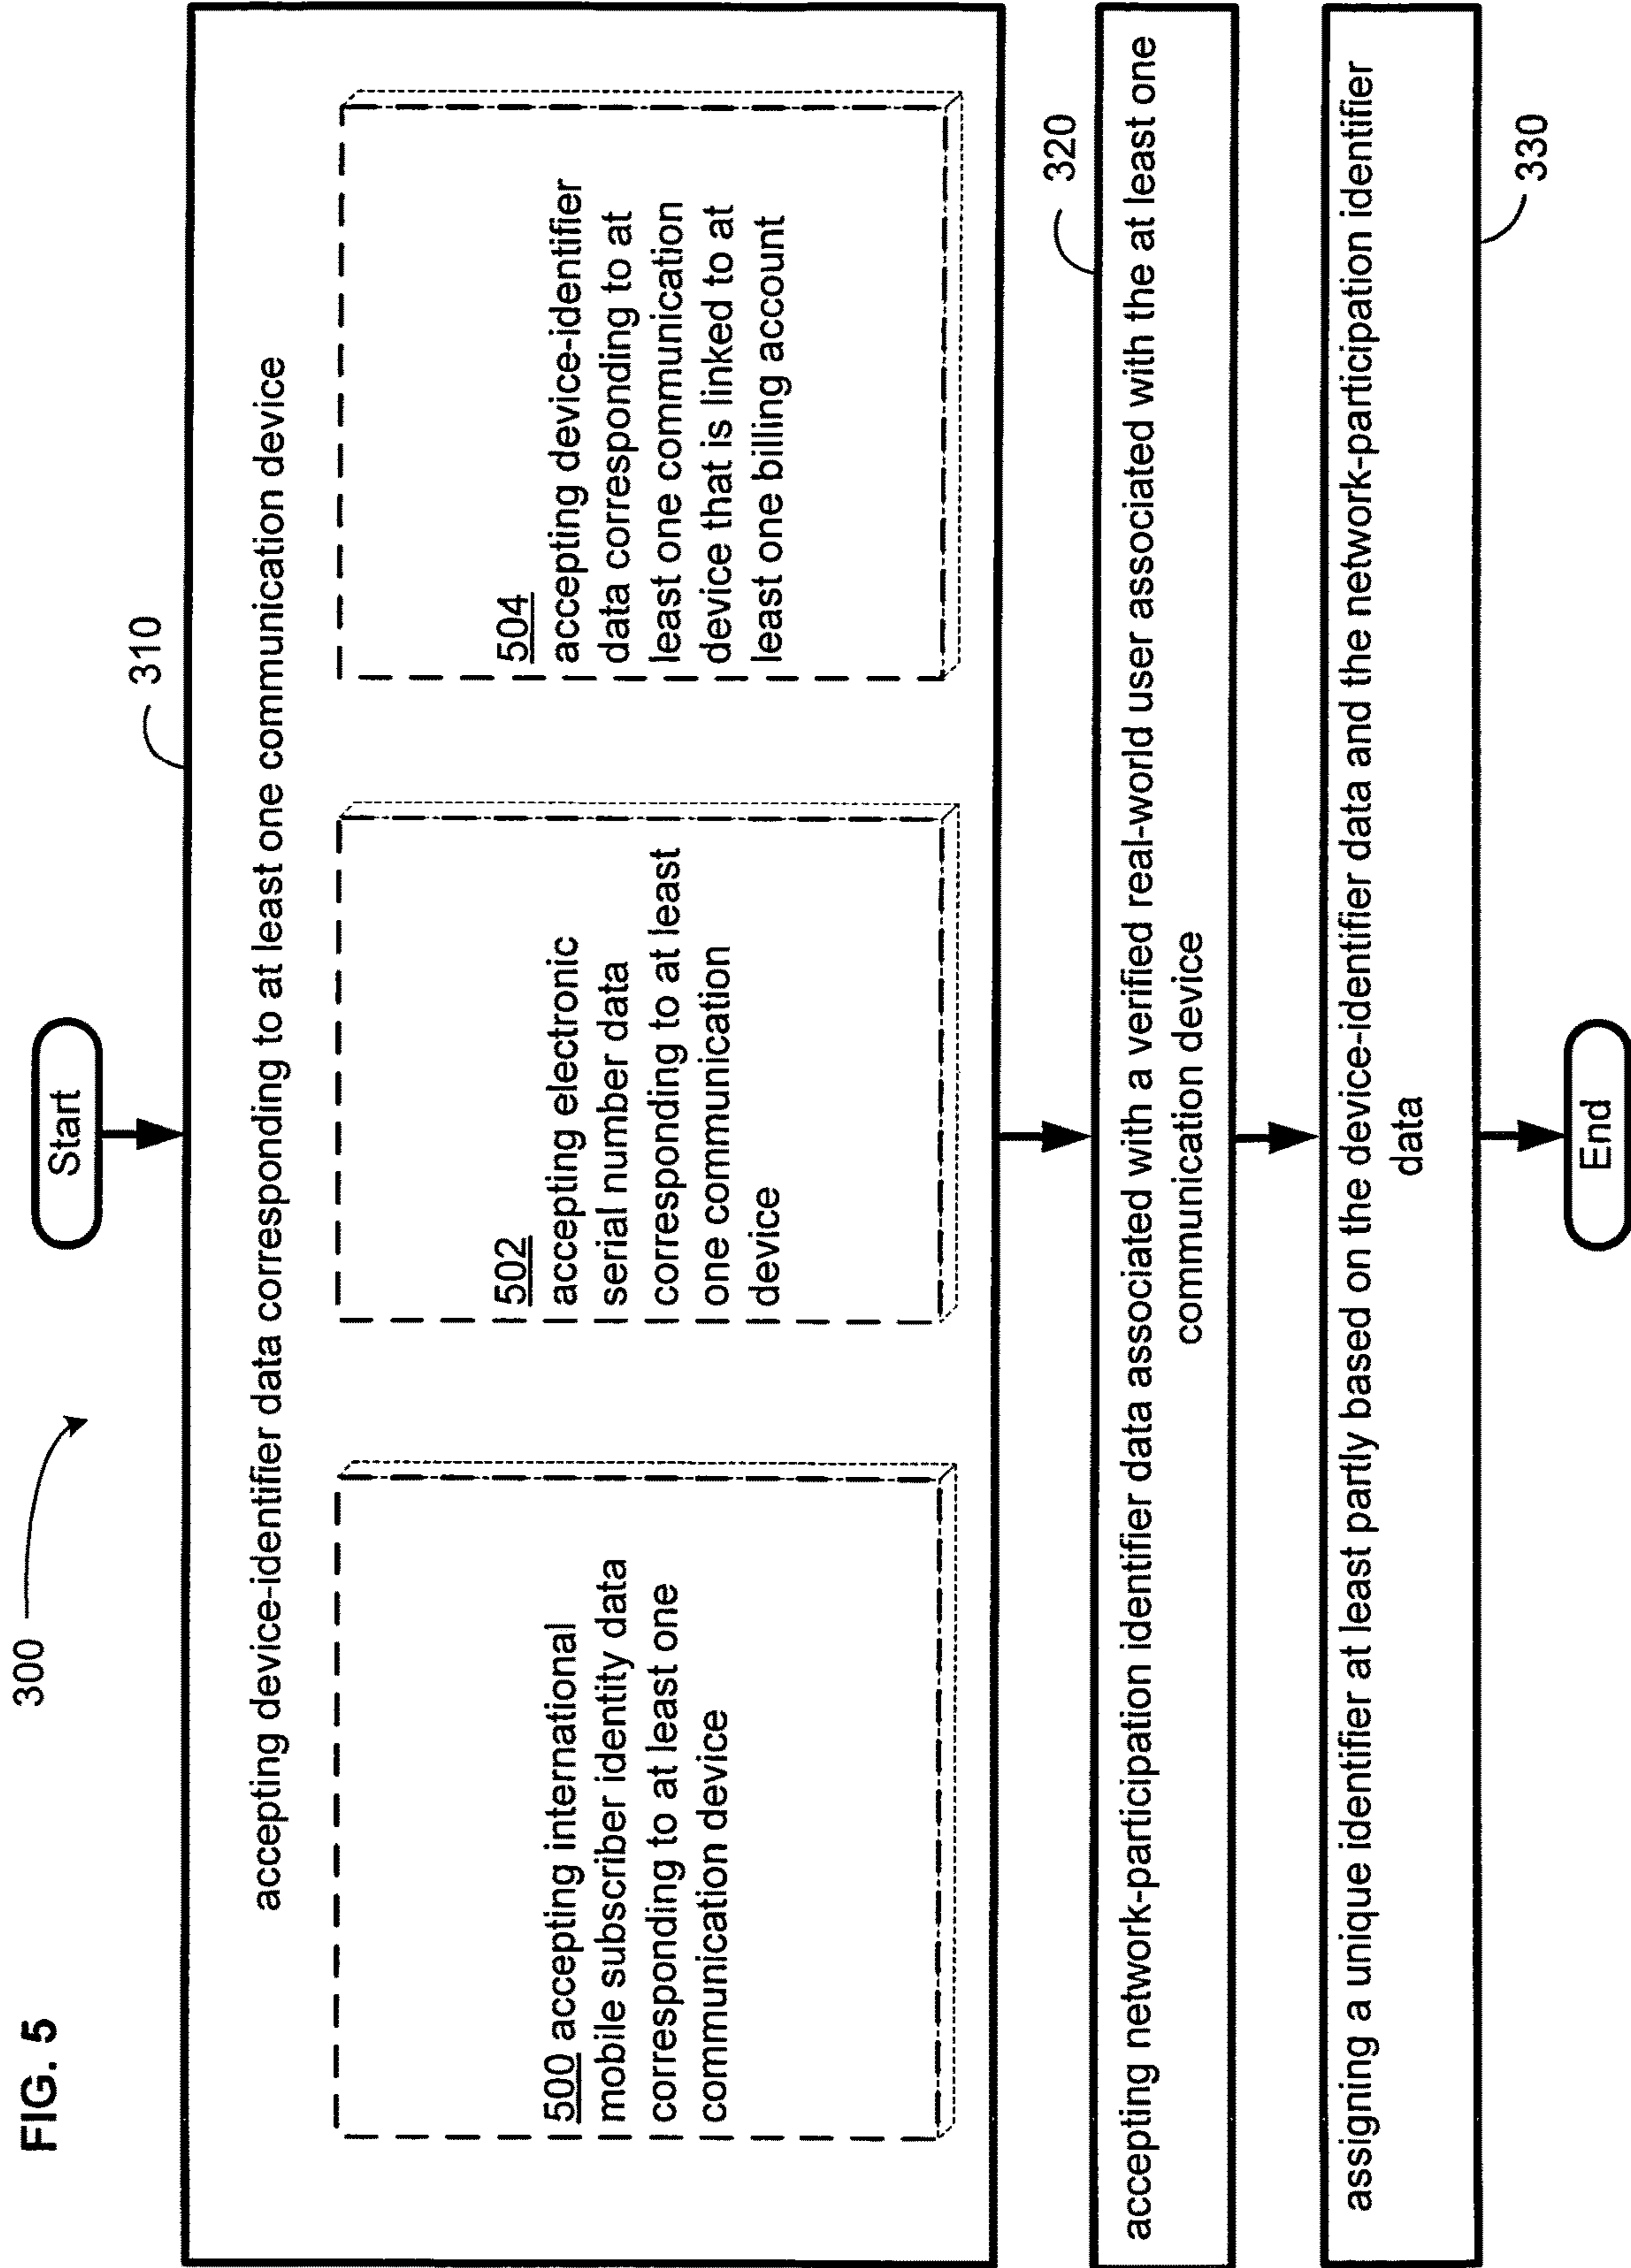 FIG. 5
300
Start
310
accepting device-identifier data corresponding to at least one communication device
500 accepting international
mobile subscriber identity data
corresponding to at least one
communication device
502
accepting electronic
serial number data
corresponding to at least
one communication
device
504
accepting device-identifier
data corresponding to at
least one communication
device that is linked to at
least one billing account
320
accepting network-participation identifier data associated with a verified real-world user associated with the at least one
communication device
assigning a unique identifier at least partly based on the device-identifier data and the network-participation identifier
data
330
End